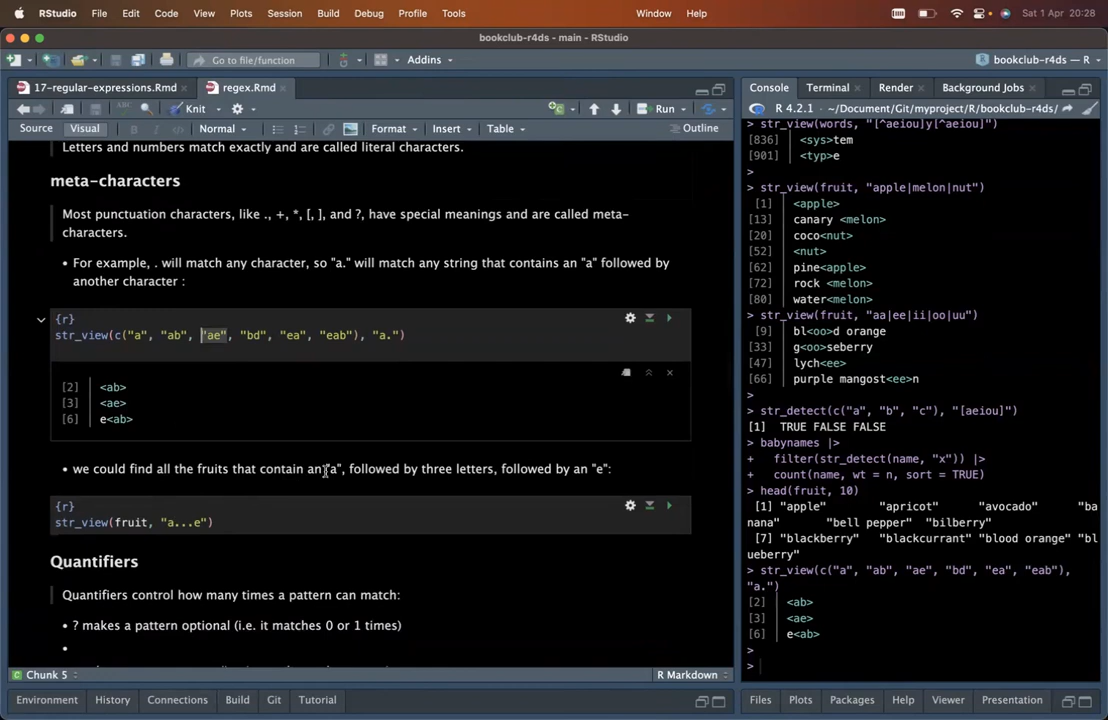 RStudio File Edit Code View Plots Session Build Debug Profile Tools Window Help Sat 1 Apr 20:28
bookclub-r4ds - main - RStudio
Go to file/function Addins bookclub-r4ds — R
17-regular-expressions.Rmd regex.Rmd
Knit Run
Source Visual B I Normal Format Insert Table Outline
Letters and numbers match exactly and are called literal characters.
meta-characters
Most punctuation characters, like ., +, *, [, ], and ?, have special meanings and are called meta-
characters.
• For example, . will match any character, so "a." will match any string that contains an "a" followed by
another character :
{r}
str_view(c("a", "ab", "ae", "bd", "ea", "eab"), "a.")
[2] │ <ab>
[3] │ <ae>
[6] │ e<ab>
• we could find all the fruits that contain an "a", followed by three letters, followed by an "e":
{r}
str_view(fruit, "a...e")
Quantifiers
Quantifiers control how many times a pattern can match:
• ? makes a pattern optional (i.e. it matches 0 or 1 times)
•
C Chunk 5 R Markdown
Environment History Connections Build Git Tutorial
Console Terminal Render Background Jobs
R 4.2.1 · ~/Document/Git/myproject/R/bookclub-r4ds/
> str_view(words, "[^aeiou]y[^aeiou]")
[836] │ <sys>tem
[901] │ <typ>e
>
> str_view(fruit, "apple|melon|nut")
[1] │ <apple>
[13] │ canary <melon>
[20] │ coco<nut>
[52] │ <nut>
[62] │ pine<apple>
[72] │ rock <melon>
[80] │ water<melon>
> str_view(fruit, "aa|ee|ii|oo|uu")
[9] │ bl<oo>d orange
[33] │ g<oo>seberry
[47] │ lych<ee>
[66] │ purple mangost<ee>n
>
> str_detect(c("a", "b", "c"), "[aeiou]")
[1] TRUE FALSE FALSE
> babynames |>
+ filter(str_detect(name, "x")) |>
+ count(name, wt = n, sort = TRUE)
> head(fruit, 10)
[1] "apple" "apricot" "avocado" "ba
nana" "bell pepper" "bilberry"
[7] "blackberry" "blackcurrant" "blood orange" "bl
ueberry"
> str_view(c("a", "ab", "ae", "bd", "ea", "eab"),
"a.")
[2] │ <ab>
[3] │ <ae>
[6] │ e<ab>
>
>
Files Plots Packages Help Viewer Presentation